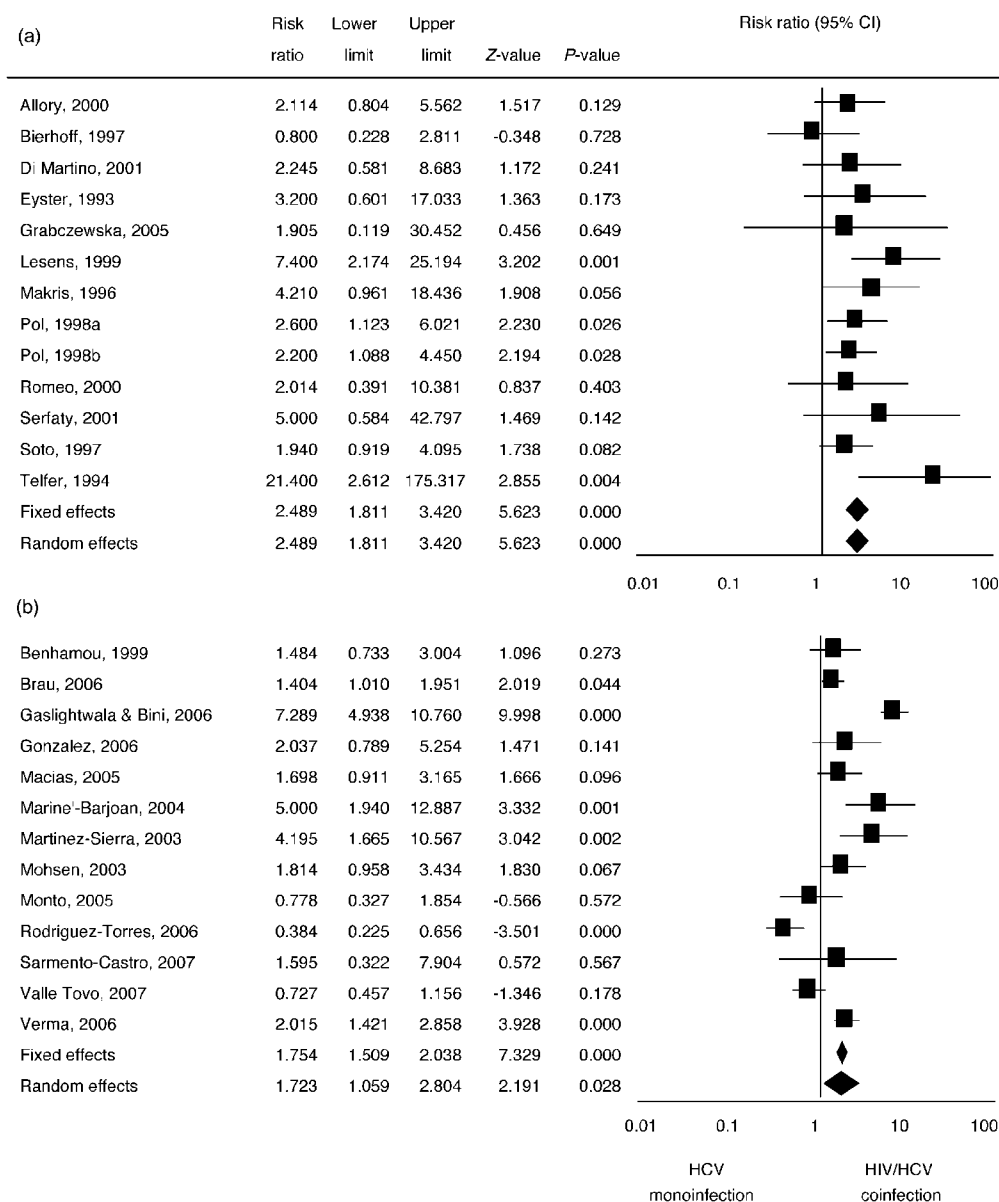 (a)
Risk Lower Upper Risk ratio (95% CI)
ratio limit limit Z-value P-value
Allory, 2000 2.114 0.804 5.562 1.517 0.129
Bierhoff, 1997 0.800 0.228 2.811 -0.348 0.728
Di Martino, 2001 2.245 0.581 8.683 1.172 0.241
Eyster, 1993 3.200 0.601 17.033 1.363 0.173
Grabczewska, 2005 1.905 0.119 30.452 0.456 0.649
Lesens, 1999 7.400 2.174 25.194 3.202 0.001
Makris, 1996 4.210 0.961 18.436 1.908 0.056
Pol, 1998a 2.600 1.123 6.021 2.230 0.026
Pol, 1998b 2.200 1.088 4.450 2.194 0.028
Romeo, 2000 2.014 0.391 10.381 0.837 0.403
Serfaty, 2001 5.000 0.584 42.797 1.469 0.142
Soto, 1997 1.940 0.919 4.095 1.738 0.082
Telfer, 1994 21.400 2.612 175.317 2.855 0.004
Fixed effects 2.489 1.811 3.420 5.623 0.000
Random effects 2.489 1.811 3.420 5.623 0.000
0.01 0.1 1 10 100
(b)
Benhamou, 1999 1.484 0.733 3.004 1.096 0.273
Brau, 2006 1.404 1.010 1.951 2.019 0.044
Gaslightwala & Bini, 2006 7.289 4.938 10.760 9.998 0.000
Gonzalez, 2006 2.037 0.789 5.254 1.471 0.141
Macias, 2005 1.698 0.911 3.165 1.666 0.096
Marine'-Barjoan, 2004 5.000 1.940 12.887 3.332 0.001
Martinez-Sierra, 2003 4.195 1.665 10.567 3.042 0.002
Mohsen, 2003 1.814 0.958 3.434 1.830 0.067
Monto, 2005 0.778 0.327 1.854 -0.566 0.572
Rodriguez-Torres, 2006 0.384 0.225 0.656 -3.501 0.000
Sarmento-Castro, 2007 1.595 0.322 7.904 0.572 0.567
Valle Tovo, 2007 0.727 0.457 1.156 -1.346 0.178
Verma, 2006 2.015 1.421 2.858 3.928 0.000
Fixed effects 1.754 1.509 2.038 7.329 0.000
Random effects 1.723 1.059 2.804 2.191 0.028
0.01 0.1 1 10 100
HCV HIV/HCV
monoinfection coinfection